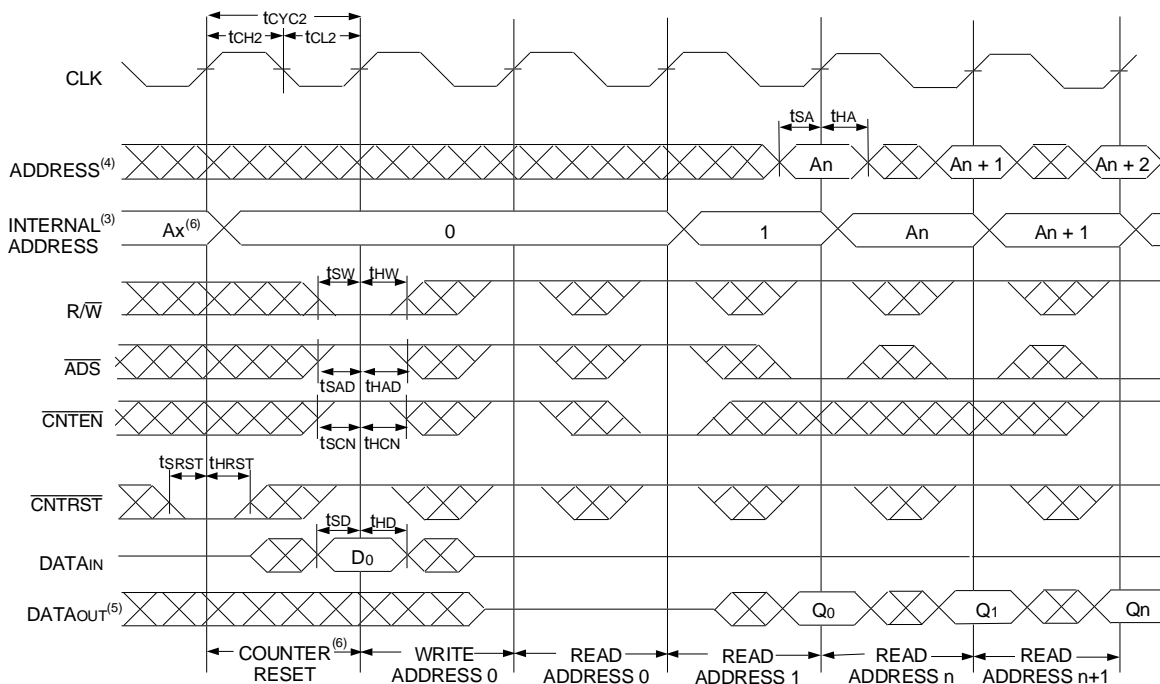 tCYC2
tCH2 tCL2
CLK
tSA tHA
ADDRESS(4) An An + 1 An + 2
INTERNAL(3)
ADDRESS Ax(6) 0 1 An An + 1
tSW tHW
R/W̅
A̅D̅S̅
tSAD tHAD
C̅N̅T̅E̅N̅
tSCN tHCN
tSRST tHRST
C̅N̅T̅R̅S̅T̅
tSD tHD
DATAIN D0
DATAOUT(5) Q0 Q1 Qn
COUNTER(6) WRITE READ READ READ READ
RESET ADDRESS 0 ADDRESS 0 ADDRESS 1 ADDRESS n ADDRESS n+1